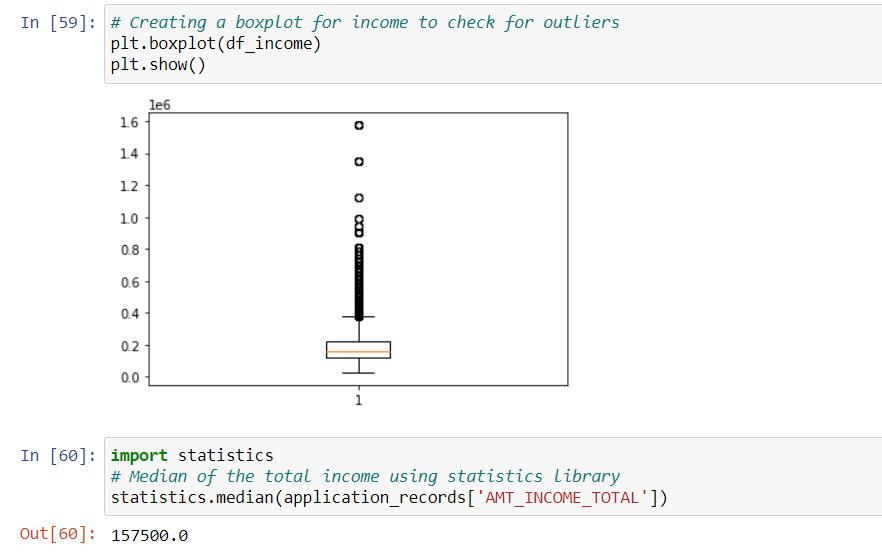 In [59]: # Creating a boxplot for income to check for outliers
plt.boxplot(df_income)
plt.show()
1e6
1.6
1.4
1.2
1.0
0.8
0.6
0.4
0.2
0.0
1
In [60]: import statistics
# Median of the total income using statistics library
statistics.median(application_records['AMT_INCOME_TOTAL'])
Out[60]: 157500.0